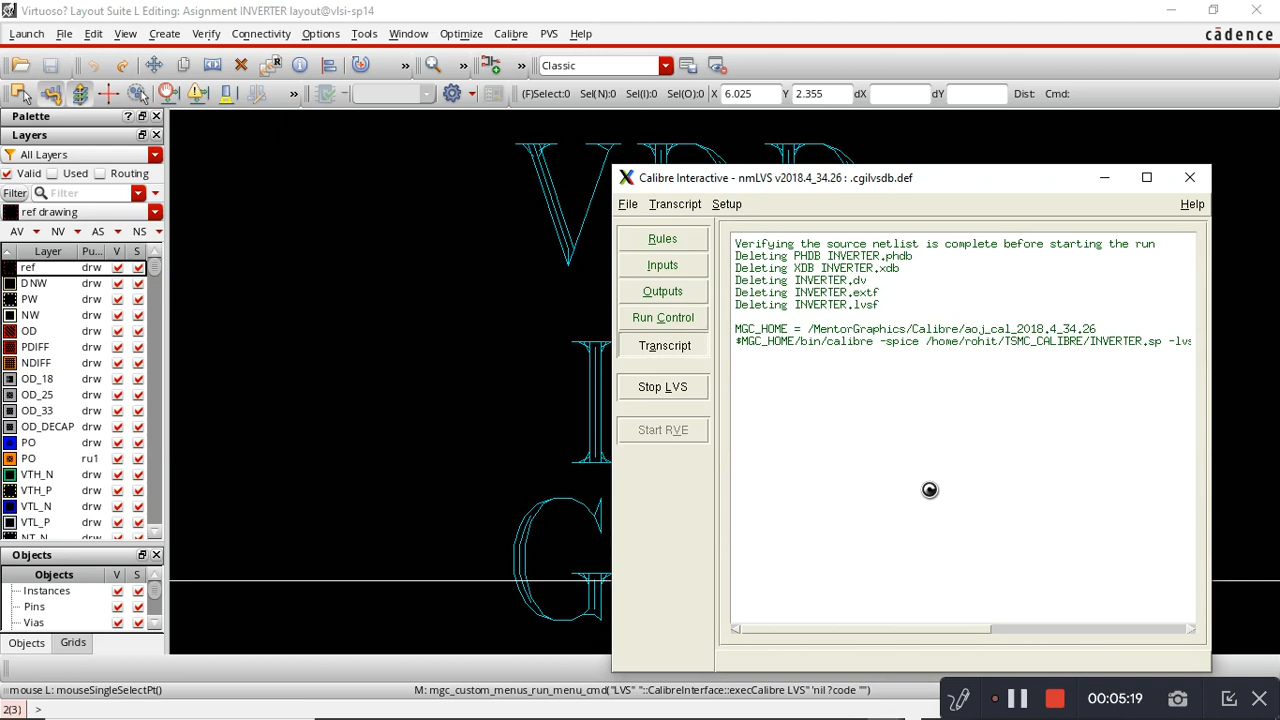 Virtuoso? Layout Suite L Editing: Asignment INVERTER layout@vlsi-sp14
Launch File Edit View Create Verify Connectivity Options Tools Window Optimize Calibre PVS Help
cādence
» » » Classic
» (F)Select:0 Sel(N):0 Sel(I):0 Sel(O):0 X 6.025 Y 2.355 dX dY Dist: Cmd:
Palette
Layers
All Layers
Valid Used Routing
Filter Filter
ref drawing
AV NV AS NS
Layer Pu... V S
ref drw
DNW drw
PW drw
NW drw
OD drw
PDIFF drw
NDIFF drw
OD_18 drw
OD_25 drw
OD_33 drw
OD_DECAP drw
PO drw
PO ru1
VTH_N drw
VTH_P drw
VTL_N drw
VTL_P drw
NT_N drw
Objects
Objects V S
Instances
Pins
Vias
Objects Grids
V
I
G
Calibre Interactive - nmLVS v2018.4_34.26 : .cgilvsdb.def
File Transcript Setup Help
Rules
Inputs
Outputs
Run Control
Transcript
Stop LVS
Start RVE
Verifying the source netlist is complete before starting the run
Deleting PHDB INVERTER.phdb
Deleting XDB INVERTER.xdb
Deleting INVERTER.dv
Deleting INVERTER.extf
Deleting INVERTER.lvsf
MGC_HOME = /MentorGraphics/Calibre/aoj_cal_2018.4_34.26
$MGC_HOME/bin/calibre -spice /home/rohit/TSMC_CALIBRE/INVERTER.sp -lvs
mouse L: mouseSingleSelectPt() M: mgc_custom_menus_run_menu_cmd("LVS" "::CalibreInterface::execCalibre LVS" 'nil ?code "")
2(3) >
00:05:19